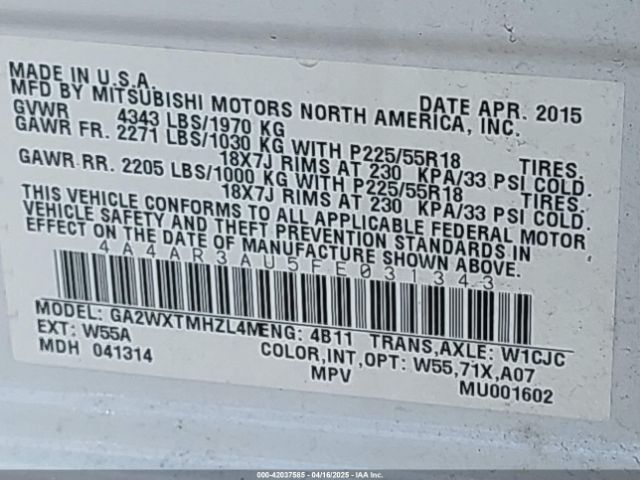 MADE IN U.S.A. DATE APR. 2015
MFD BY MITSUBISHI MOTORS NORTH AMERICA, INC.
GVWR 4343 LBS/1970 KG
GAWR FR. 2271 LBS/1030 KG WITH P225/55R18 TIRES.
18X7J RIMS AT 230 KPA/33 PSI COLD.
GAWR RR. 2205 LBS/1000 KG WITH P225/55R18 TIRES.
18X7J RIMS AT 230 KPA/33 PSI COLD.
THIS VEHICLE CONFORMS TO ALL APPLICABLE FEDERAL MOTOR
VEHICLE SAFETY AND THEFT PREVENTION STANDARDS IN
EFFECT ON THE DATE OF MANUFACTURE SHOWN ABOVE.
4A4AR3AU5FE031343
MODEL: GA2WXTMHZL4M ENG: 4B11 TRANS,AXLE: W1CJC
EXT: W55A COLOR,INT,OPT: W55,71X,A07
MDH 041314 MPV MU001602
000-42037585 - 04/16/2025 - IAA Inc.